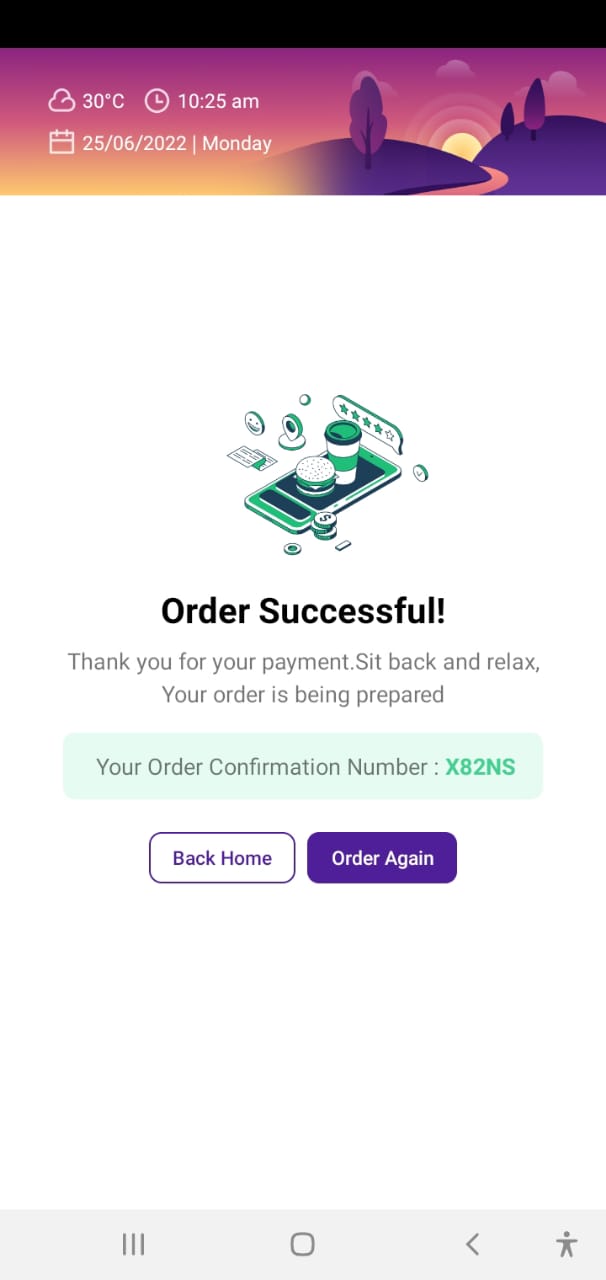 30°C 10:25 am
25/06/2022 | Monday
Order Successful!
Thank you for your payment.Sit back and relax,
Your order is being prepared
Your Order Confirmation Number : X82NS
Back Home Order Again